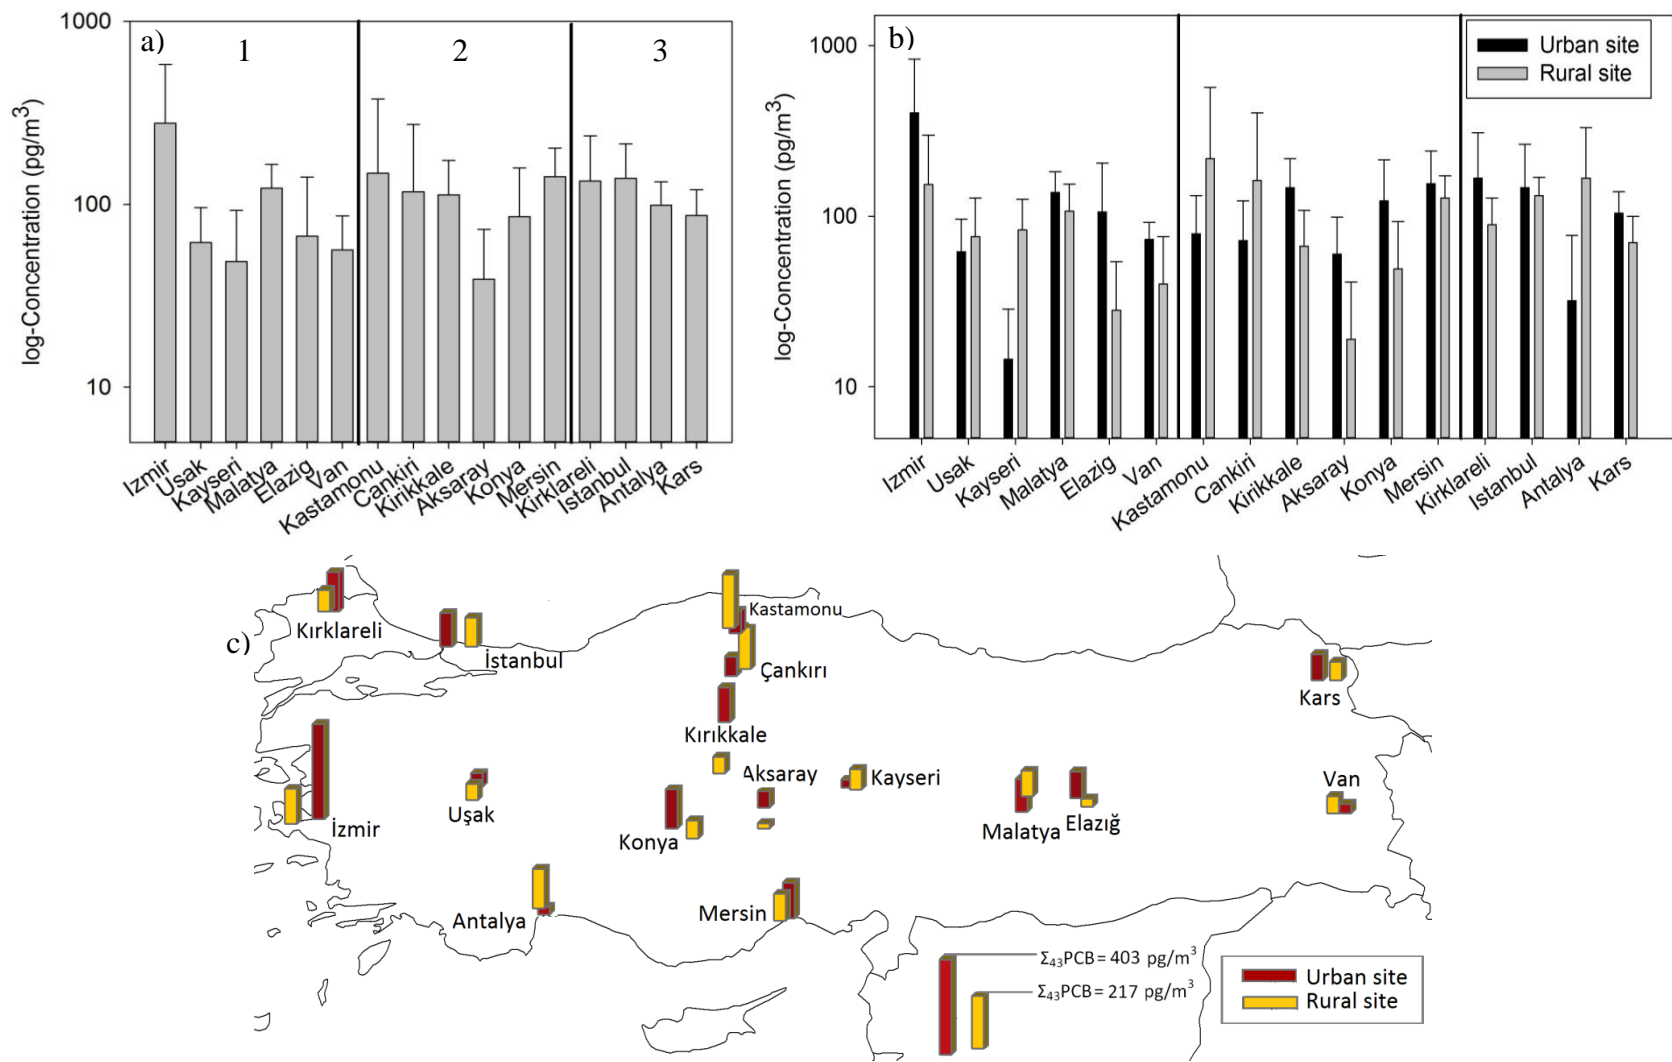 a)
1
2
3
log-Concentration (pg/m³)
1000
100
10
Izmir
Usak
Kayseri
Malatya
Elazig
Van
Kastamonu
Cankiri
Kirikkale
Aksaray
Konya
Mersin
Kirklareli
Istanbul
Antalya
Kars
b)
Urban site
Rural site
log-Concentration (pg/m³)
1000
100
10
Izmir
Usak
Kayseri
Malatya
Elazig
Van
Kastamonu
Cankiri
Kirikkale
Aksaray
Konya
Mersin
Kirklareli
Istanbul
Antalya
Kars
c)
Kırklareli
İstanbul
Kastamonu
Çankırı
Kırıkkale
Kars
İzmir
Uşak
Aksaray
Kayseri
Konya
Malatya
Elazığ
Van
Antalya
Mersin
Σ₄₃PCB = 403 pg/m³
Σ₄₃PCB = 217 pg/m³
Urban site
Rural site